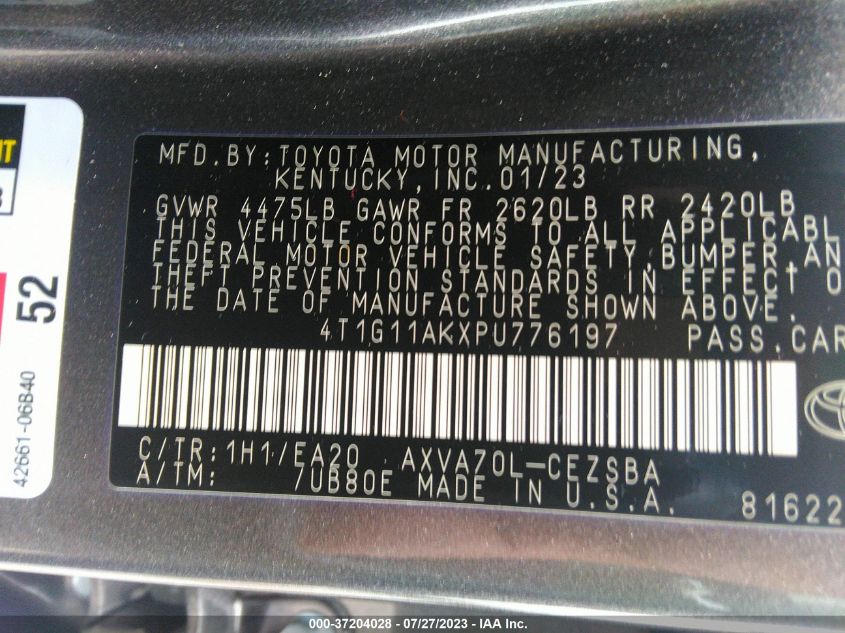 MFD.BY:TOYOTA MOTOR MANUFACTURING,
KENTUCKY,INC.01/23
GVWR 4475LB GAWR FR 2620LB RR 2420LB
THIS VEHICLE CONFORMS TO ALL APPLICABL
FEDERAL MOTOR VEHICLE SAFETY,BUMPER,AN
THEFT PREVENTION STANDARDS IN EFFECT O
THE DATE OF MANUFACTURE SHOWN ABOVE.
4T1G11AKXPU776197 PASS.CAR
C/TR:1H1/EA20 AXVA70L-CEZSBA
A/TM: /UB80E MADE IN U.S.A. 81622
52
42661-06B40
000-37204028 / 07/27/2023 - IAA Inc.